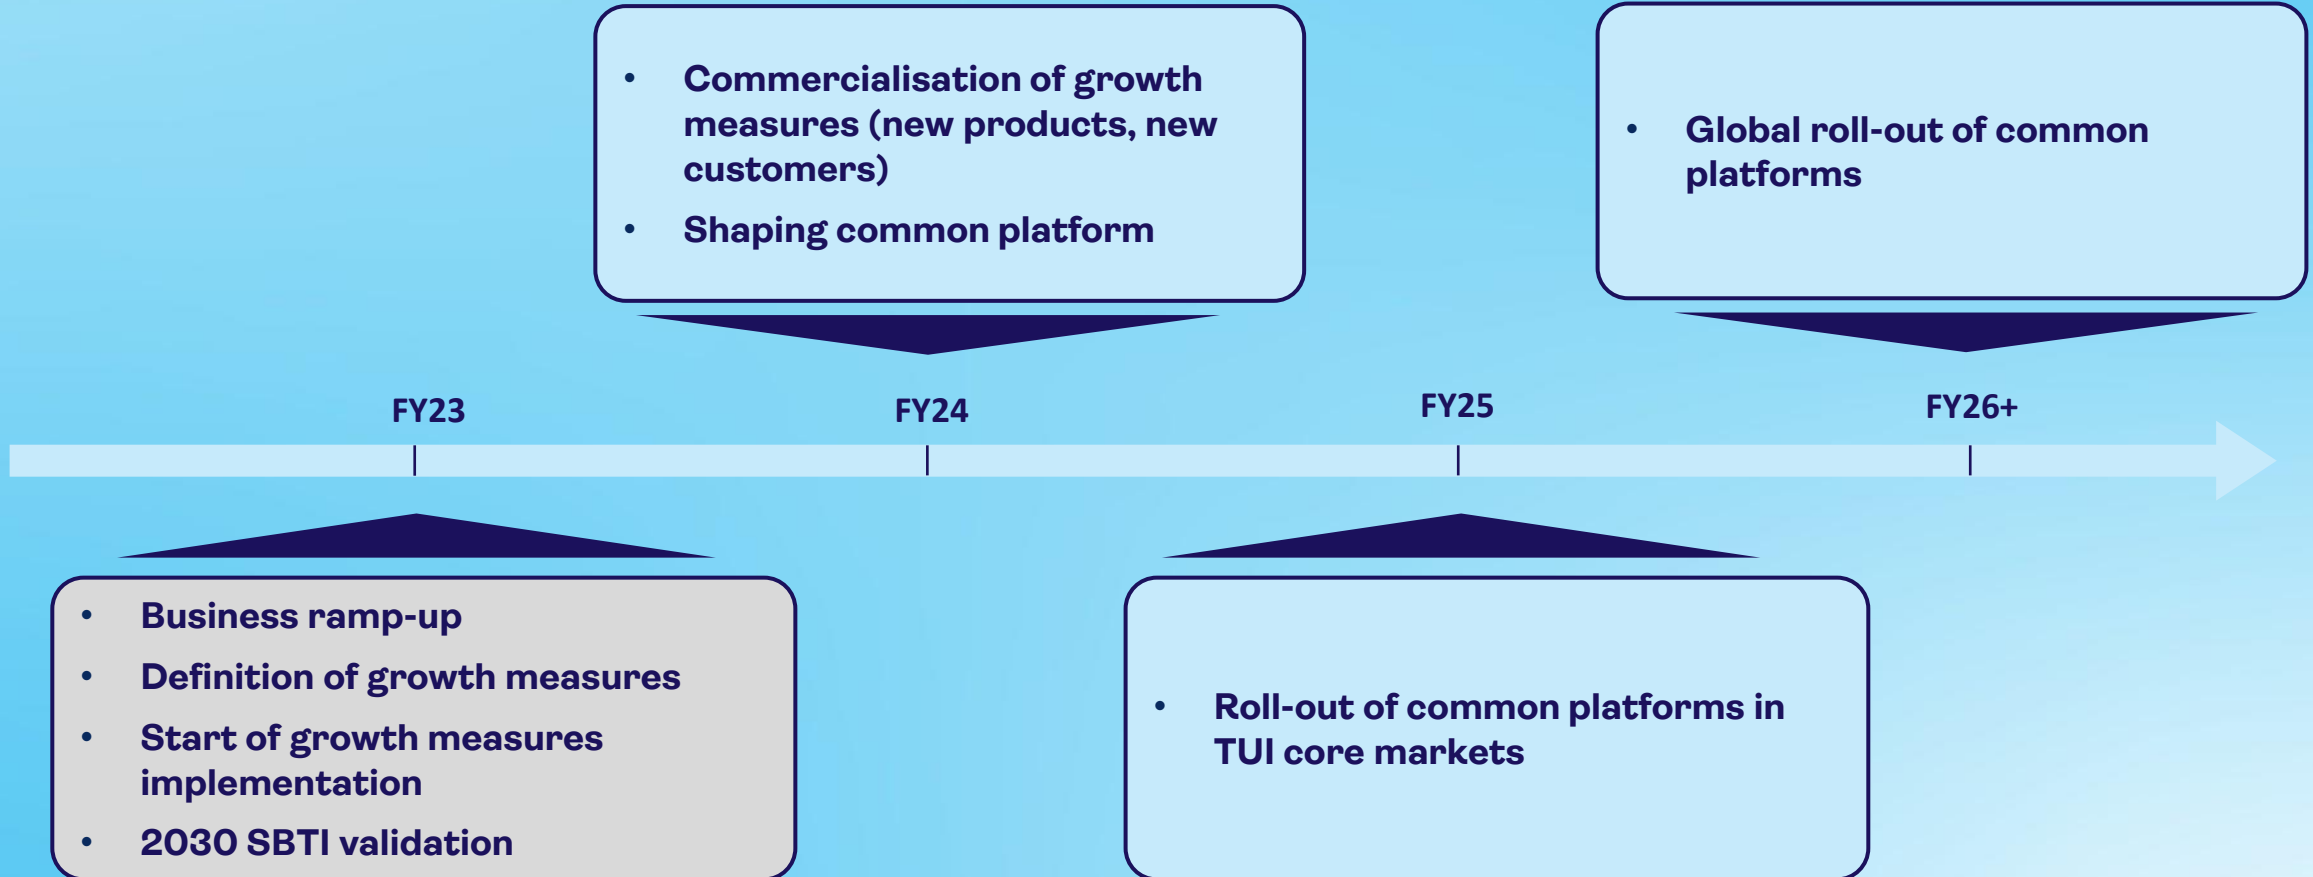 • Commercialisation of growth
measures (new products, new
customers)
• Shaping common platform
• Global roll-out of common
platforms
FY23
FY24
FY25
FY26+
• Business ramp-up
• Definition of growth measures
• Start of growth measures
implementation
• 2030 SBTI validation
• Roll-out of common platforms in
TUI core markets